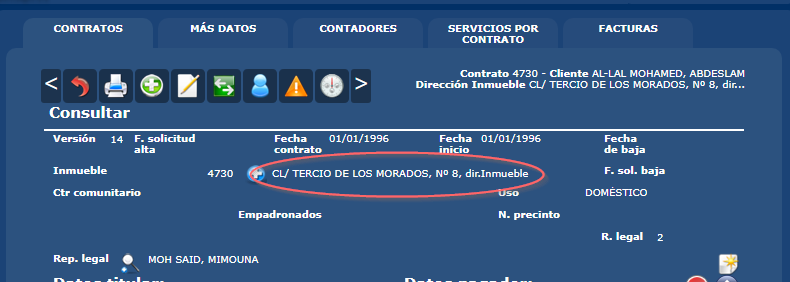 CONTRATOS MÁS DATOS CONTADORES SERVICIOS POR CONTRATO FACTURAS
Contrato 4730 - Cliente AL-LAL MOHAMED, ABDESLAM
Dirección Inmueble CL/ TERCIO DE LOS MORADOS, Nº 8, dir...
< >
Consultar
Versión 14 F. solicitud alta Fecha contrato 01/01/1996 Fecha inicio 01/01/1996 Fecha de baja
Inmueble 4730 CL/ TERCIO DE LOS MORADOS, Nº 8, dir.Inmueble F. sol. baja
Ctr comunitario Uso DOMÉSTICO
Empadronados N. precinto
R. legal 2
Rep. legal MOH SAID, MIMOUNA